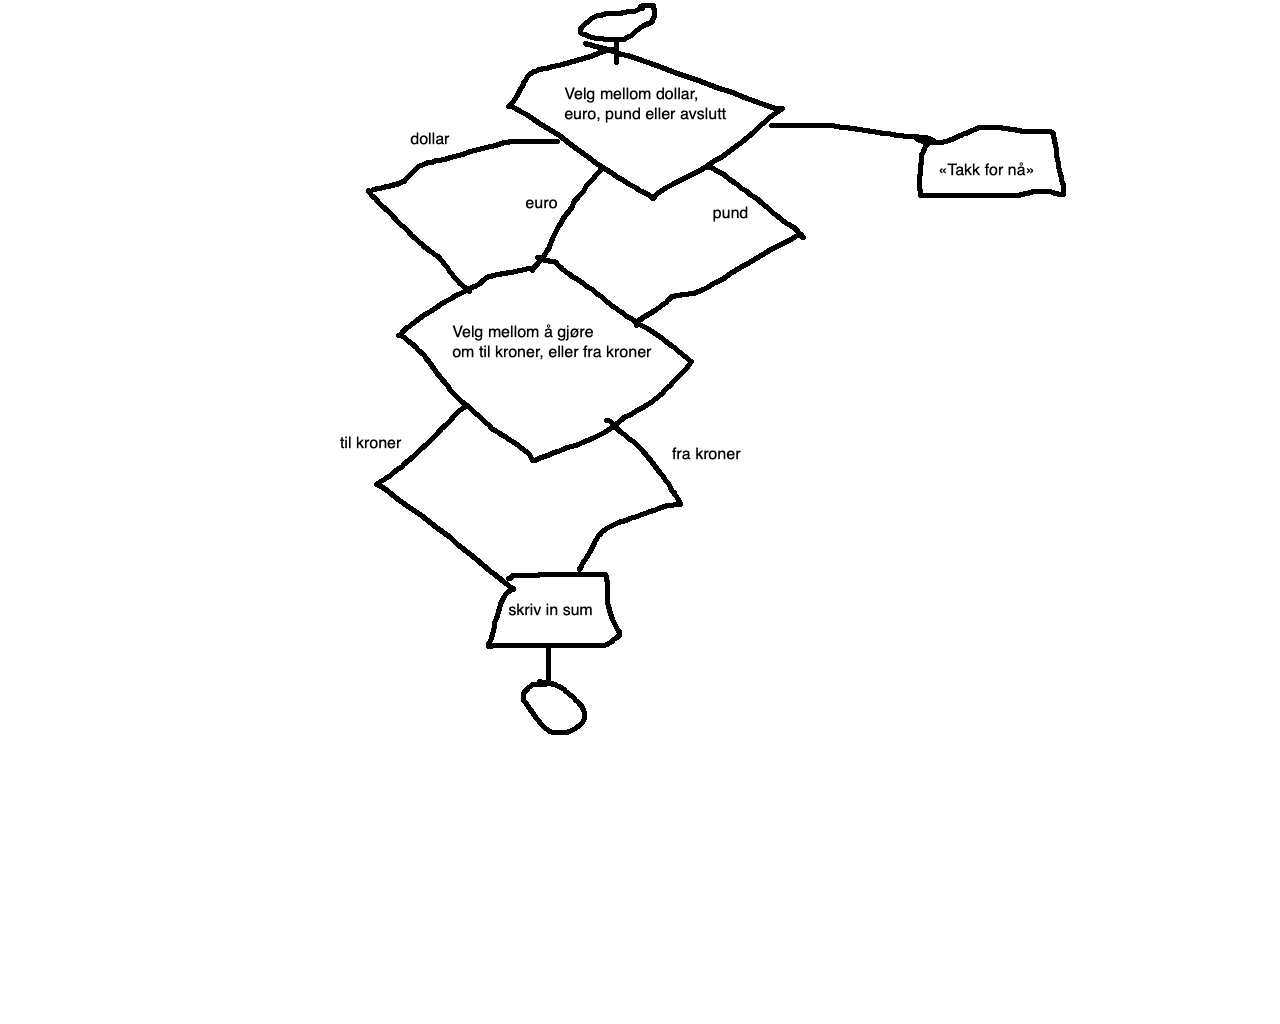 Velg mellom dollar,
euro, pund eller avslutt
dollar
«Takk for nå»
euro
pund
Velg mellom å gjøre
om til kroner, eller fra kroner
til kroner
fra kroner
skriv in sum